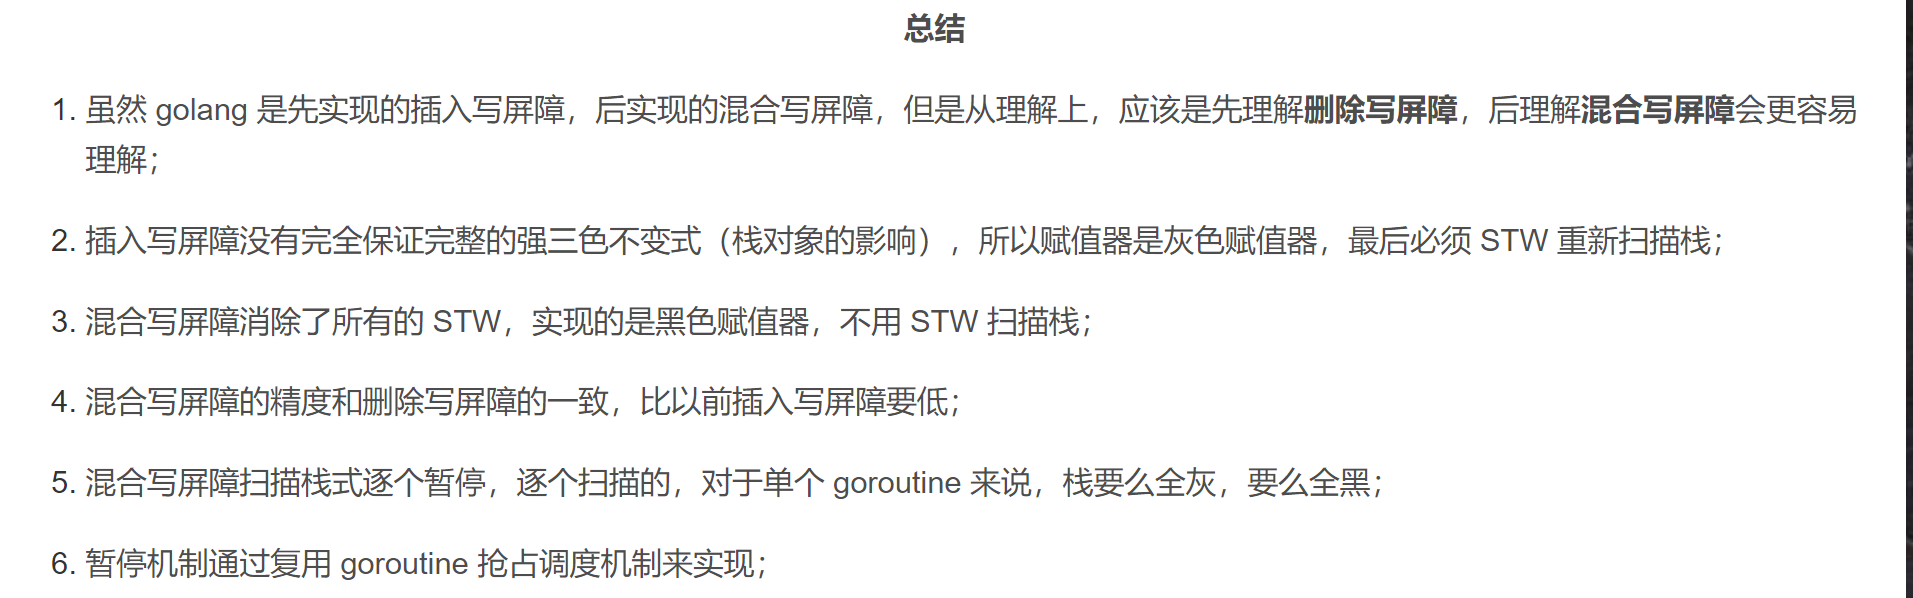 总结
1. 虽然 golang 是先实现的插入写屏障，后实现的混合写屏障，但是从理解上，应该是先理解删除写屏障，后理解混合写屏障会更容易
理解；
2. 插入写屏障没有完全保证完整的强三色不变式（栈对象的影响），所以赋值器是灰色赋值器，最后必须 STW 重新扫描栈；
3. 混合写屏障消除了所有的 STW，实现的是黑色赋值器，不用 STW 扫描栈；
4. 混合写屏障的精度和删除写屏障的一致，比以前插入写屏障要低；
5. 混合写屏障扫描栈式逐个暂停，逐个扫描的，对于单个 goroutine 来说，栈要么全灰，要么全黑；
6. 暂停机制通过复用 goroutine 抢占调度机制来实现；